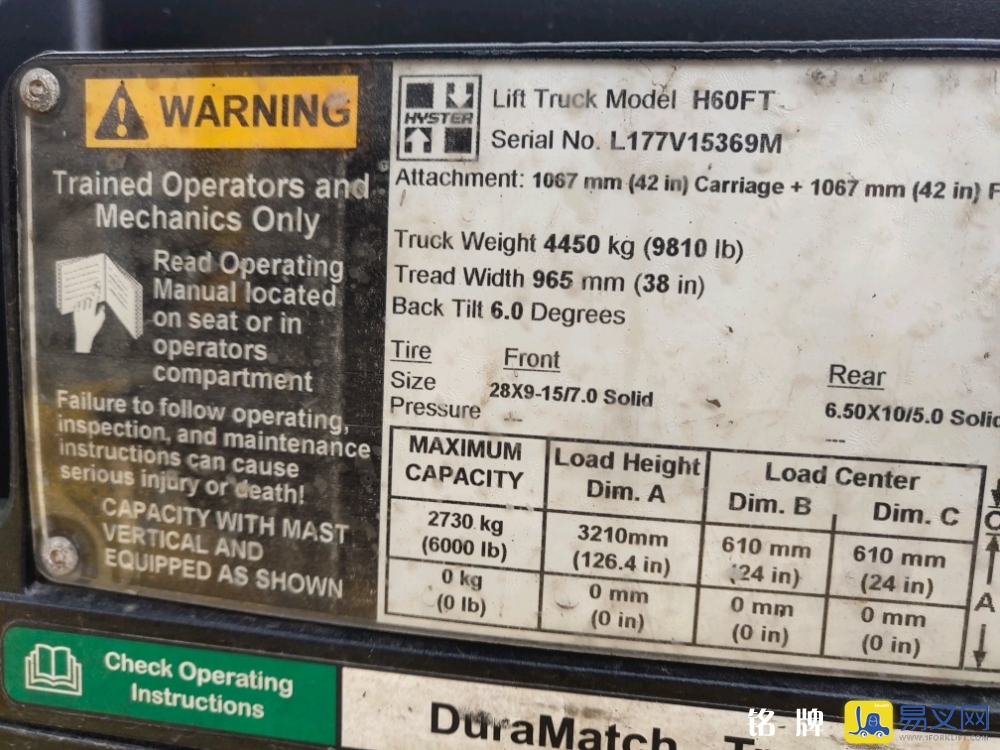 WARNING
Trained Operators and
Mechanics Only
Read Operating
Manual located
on seat or in
operators
compartment
Failure to follow operating,
inspection, and maintenance
instructions can cause
serious injury or death!
CAPACITY WITH MAST
VERTICAL AND
EQUIPPED AS SHOWN
HYSTER
Lift Truck Model H60FT
Serial No. L177V15369M
Attachment: 1067 mm (42 in) Carriage + 1067 mm (42 in) F
Truck Weight 4450 kg (9810 lb)
Tread Width 965 mm (38 in)
Back Tilt 6.0 Degrees
Tire Front Rear
Size 28X9-15/7.0 Solid 6.50X10/5.0 Solid
Pressure --- ---
MAXIMUM CAPACITY Load Height Dim. A Load Center
Dim. B Dim. C
2730 kg 3210mm 610 mm 610 mm
(6000 lb) (126.4 in) (24 in) (24 in)
0 kg 0 mm 0 mm 0 mm
(0 lb) (0 in) (0 in) (0 in)
C
A
Check Operating
Instructions
DuraMatch
铭牌
易叉网
WWW.1FORKLIFT.COM